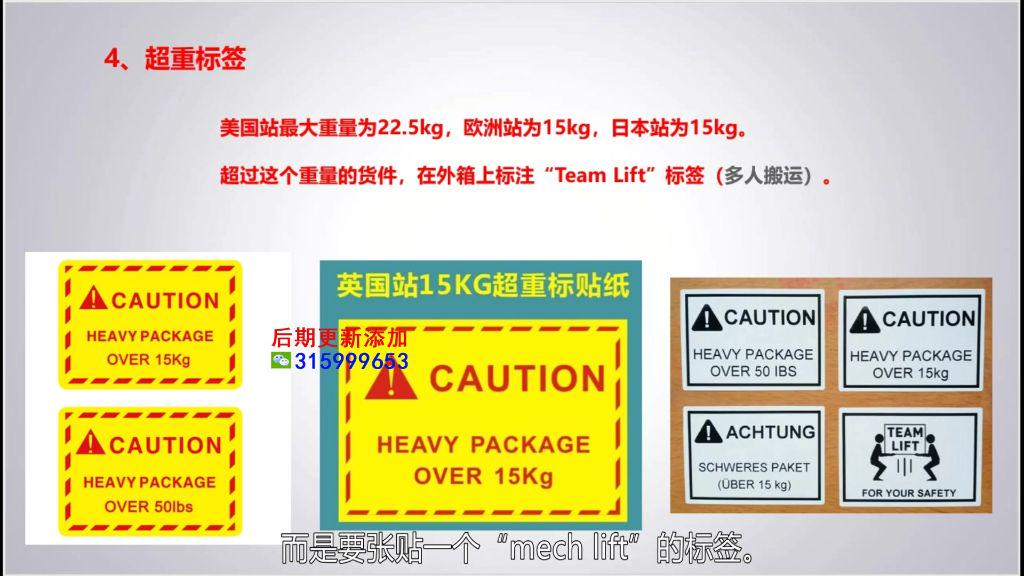 4、超重标签
美国站最大重量为22.5kg，欧洲站为15kg，日本站为15kg。
超过这个重量的货件，在外箱上标注“Team Lift”标签（多人搬运）。
CAUTION
HEAVY PACKAGE
OVER 15Kg
CAUTION
HEAVY PACKAGE
OVER 50lbs
后期更新添加
315999653
英国站15KG超重标贴纸
CAUTION
HEAVY PACKAGE
OVER 15Kg
CAUTION
HEAVY PACKAGE
OVER 50 IBS
CAUTION
HEAVY PACKAGE
OVER 15kg
ACHTUNG
SCHWERES PAKET
(ÜBER 15 kg)
TEAM
LIFT
FOR YOUR SAFETY
而是要张贴一个“mech lift”的标签。